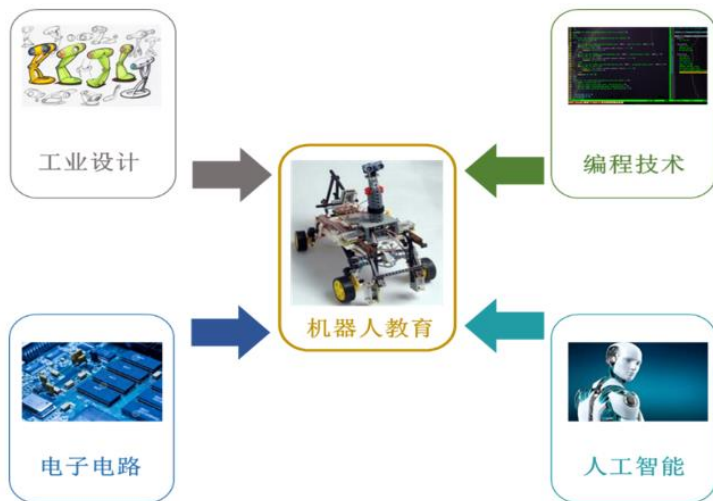 工业设计
编程技术
机器人教育
电子电路
人工智能